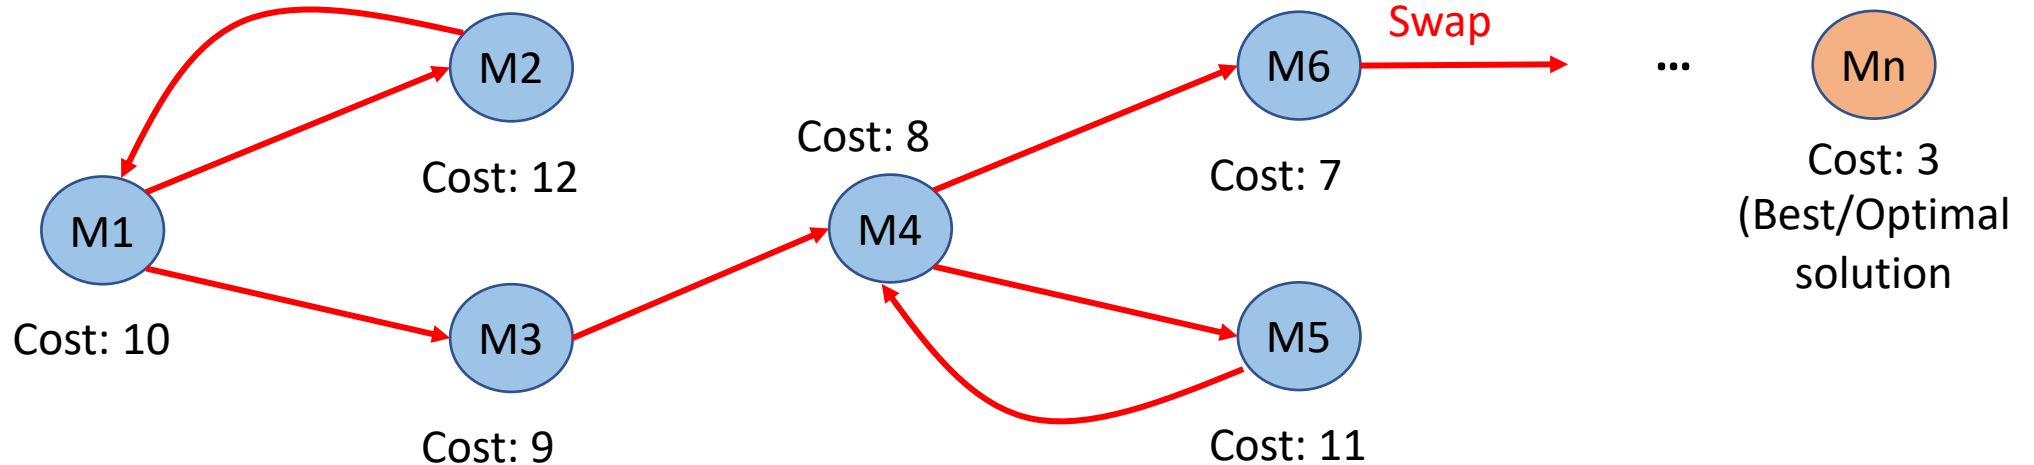 M2
Cost: 12
M1
Cost: 10
M3
Cost: 9
Cost: 8
M4
M6
Cost: 7
M5
Cost: 11
Swap
...
Mn
Cost: 3
(Best/Optimal
solution